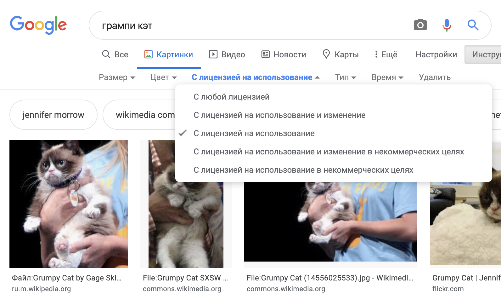 Google
грампи кэт
Все Картинки Видео Новости Карты Ещё Настройки Инстру
Размер Цвет С лицензией на использование Тип Время Удалить
С любой лицензией
С лицензией на использование и изменение
С лицензией на использование
С лицензией на использование и изменение в некоммерческих целях
С лицензией на использование в некоммерческих целях
jennifer morrow wikimedia com
Файл:Grumpy Cat by Gage Ski... File:Grumpy Cat SXSW ... File:Grumpy Cat (14556025533).jpg - Wikimed... Grumpy Cat | Jennif
ru.m.wikipedia.org commons.wikimedia.org commons.wikimedia.org flickr.com